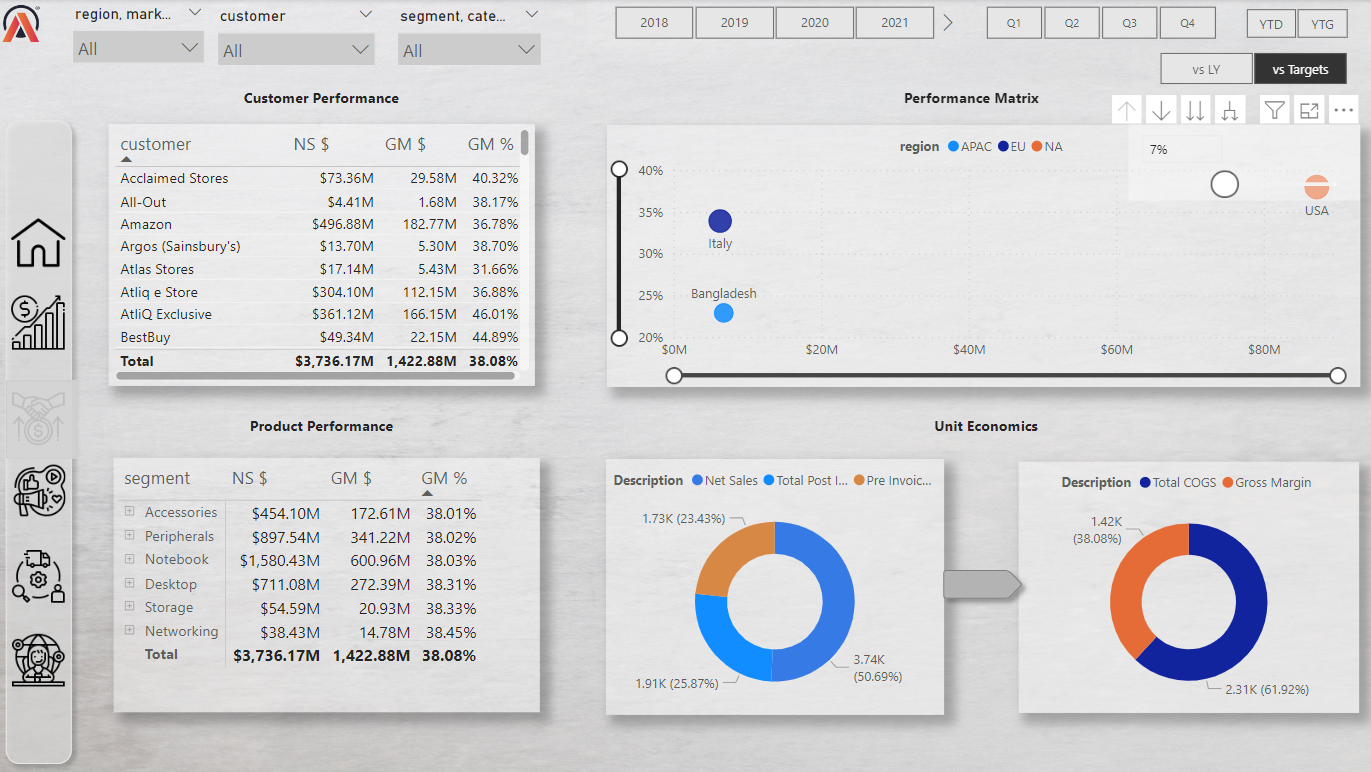 region, mark...
customer
segment, cate...
All
All
All
2018
2019
2020
2021
Q1
Q2
Q3
Q4
YTD
YTG
vs LY
vs Targets
Customer Performance
customer NS $ GM $ GM %
Acclaimed Stores $73.36M 29.58M 40.32%
All-Out $4.41M 1.68M 38.17%
Amazon $496.88M 182.77M 36.78%
Argos (Sainsbury's) $13.70M 5.30M 38.70%
Atlas Stores $17.14M 5.43M 31.66%
Atliq e Store $304.10M 112.15M 36.88%
AtliQ Exclusive $361.12M 166.15M 46.01%
BestBuy $49.34M 22.15M 44.89%
Total $3,736.17M 1,422.88M 38.08%
Performance Matrix
region APAC EU NA
7%
40%
35%
30%
25%
20%
USA
Italy
Bangladesh
$0M $20M $40M $60M $80M
Product Performance
segment NS $ GM $ GM %
Accessories $454.10M 172.61M 38.01%
Peripherals $897.54M 341.22M 38.02%
Notebook $1,580.43M 600.96M 38.03%
Desktop $711.08M 272.39M 38.31%
Storage $54.59M 20.93M 38.33%
Networking $38.43M 14.78M 38.45%
Total $3,736.17M 1,422.88M 38.08%
Unit Economics
Description Net Sales Total Post I... Pre Invoic...
1.73K (23.43%)
3.74K
(50.69%)
1.91K (25.87%)
Description Total COGS Gross Margin
1.42K
(38.08%)
2.31K (61.92%)